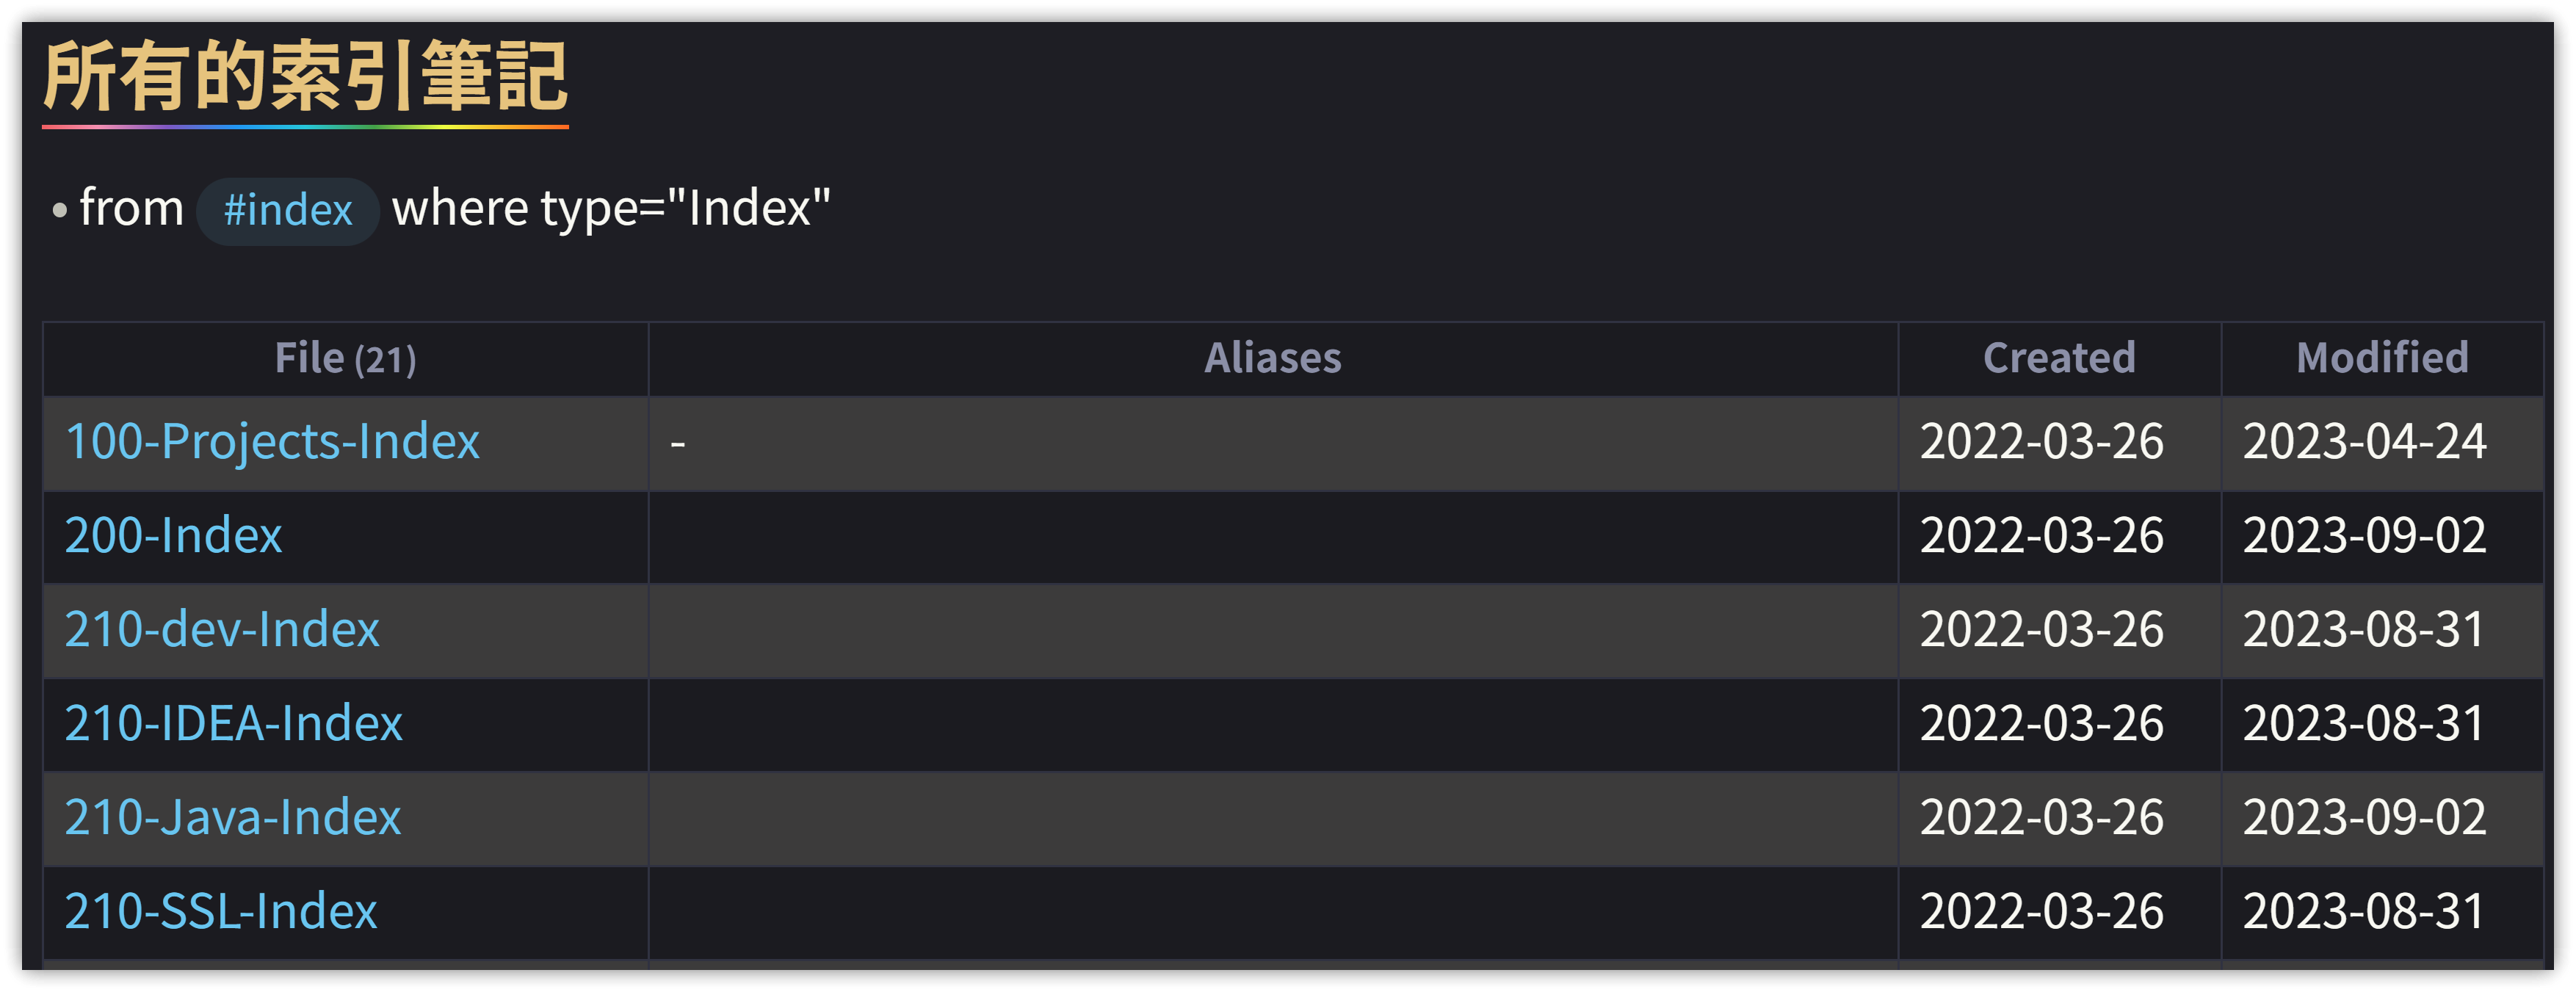 所有的索引筆記
• from #index where type="Index"
File (21) Aliases Created Modified
100-Projects-Index - 2022-03-26 2023-04-24
200-Index 2022-03-26 2023-09-02
210-dev-Index 2022-03-26 2023-08-31
210-IDEA-Index 2022-03-26 2023-08-31
210-Java-Index 2022-03-26 2023-09-02
210-SSL-Index 2022-03-26 2023-08-31